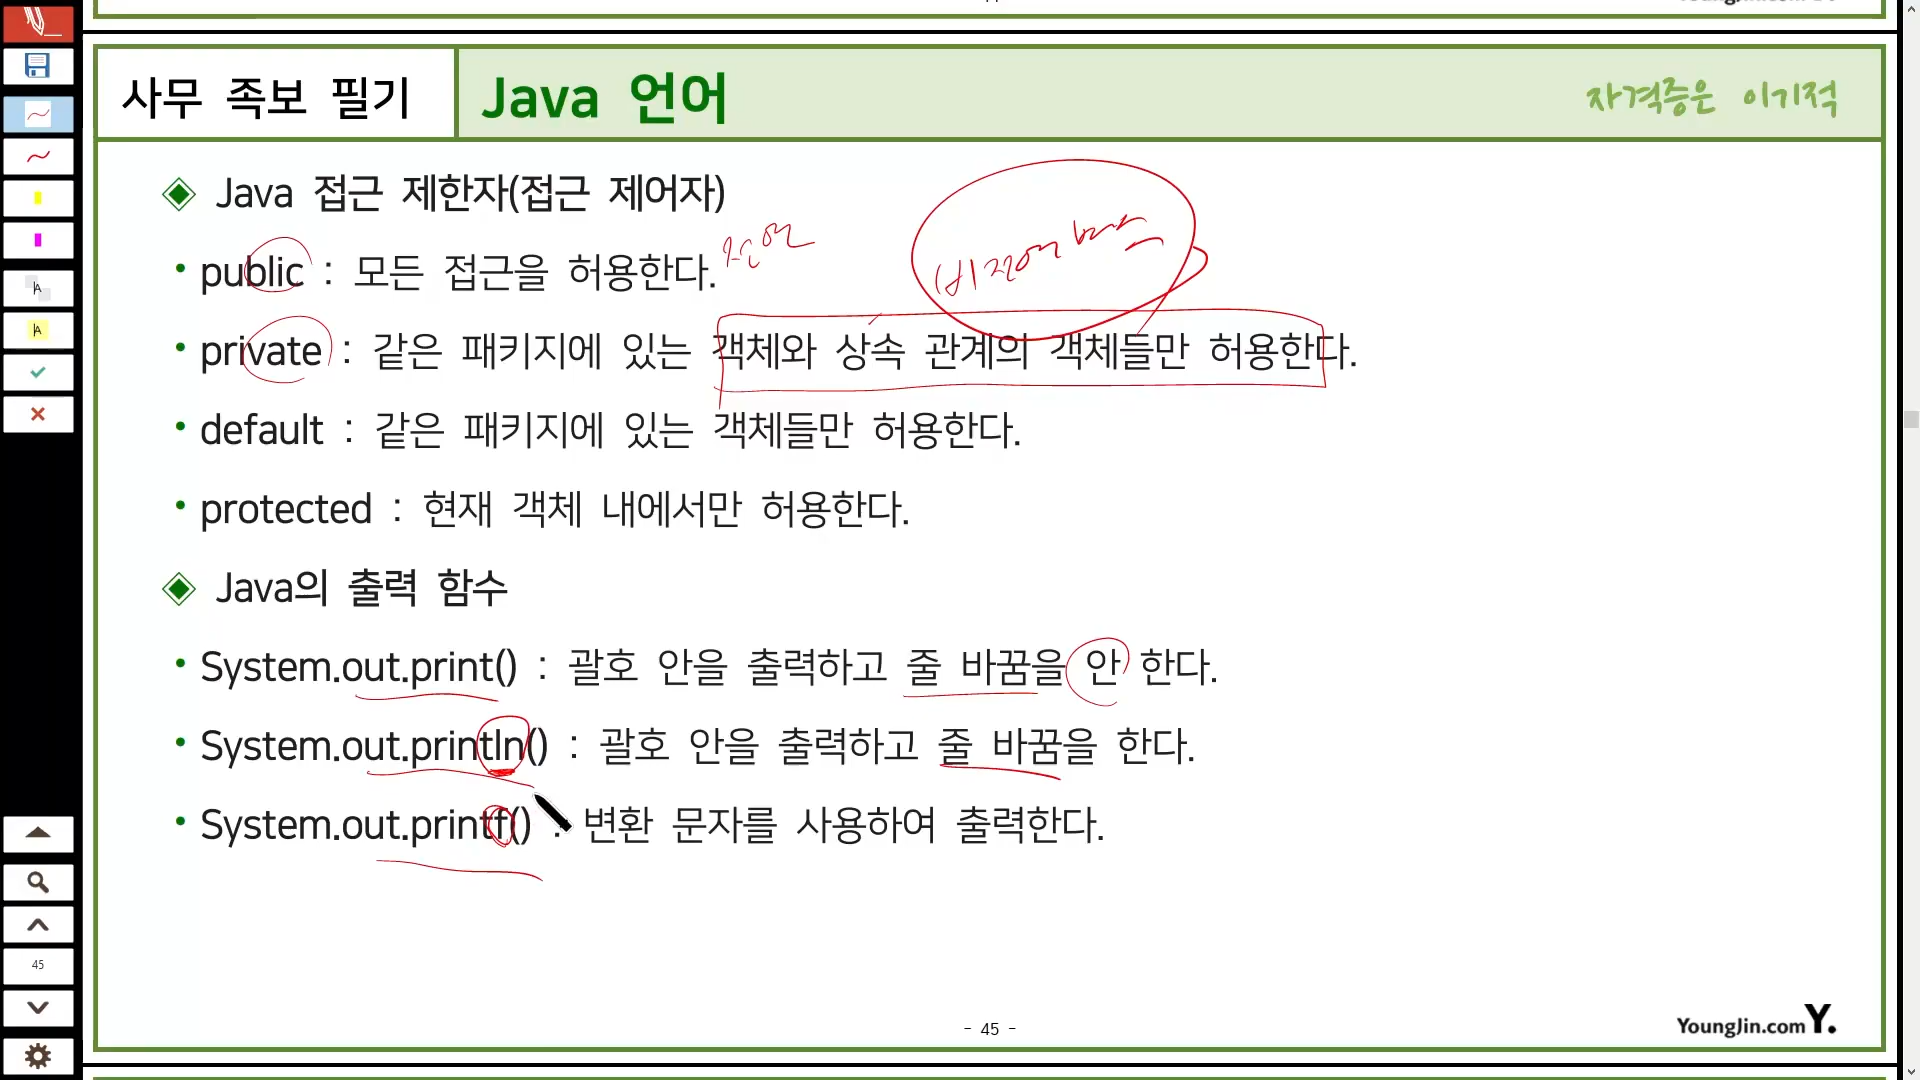 사무 족보 필기
Java 언어
자격증은 이기적
Java 접근 제한자(접근 제어자)
• public : 모든 접근을 허용한다.
• private : 같은 패키지에 있는 객체와 상속 관계의 객체들만 허용한다.
• default : 같은 패키지에 있는 객체들만 허용한다.
• protected : 현재 객체 내에서만 허용한다.
Java의 출력 함수
• System.out.print() : 괄호 안을 출력하고 줄 바꿈을 안 한다.
• System.out.println() : 괄호 안을 출력하고 줄 바꿈을 한다.
• System.out.printf() : 변환 문자를 사용하여 출력한다.
45
- 45 -
YoungJin.com Y.